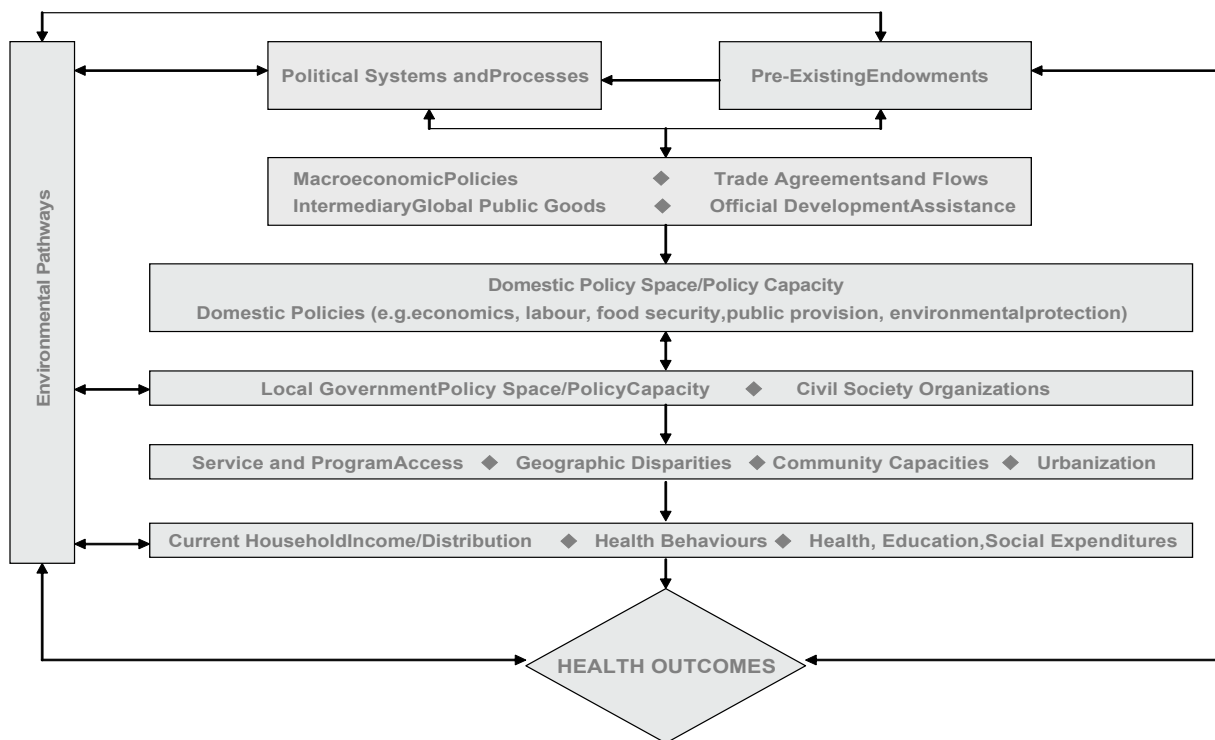 Political Systems andProcesses
Pre-ExistingEndowments
Environmental Pathways
MacroeconomicPolicies ◆ Trade Agreementsand Flows
IntermediaryGlobal Public Goods ◆ Official DevelopmentAssistance
Domestic Policy Space/Policy Capacity
Domestic Policies (e.g.economics, labour, food security,public provision, environmentalprotection)
Local GovernmentPolicy Space/PolicyCapacity ◆ Civil Society Organizations
Service and ProgramAccess ◆ Geographic Disparities ◆ Community Capacities ◆ Urbanization
Current HouseholdIncome/Distribution ◆ Health Behaviours ◆ Health, Education,Social Expenditures
HEALTH OUTCOMES